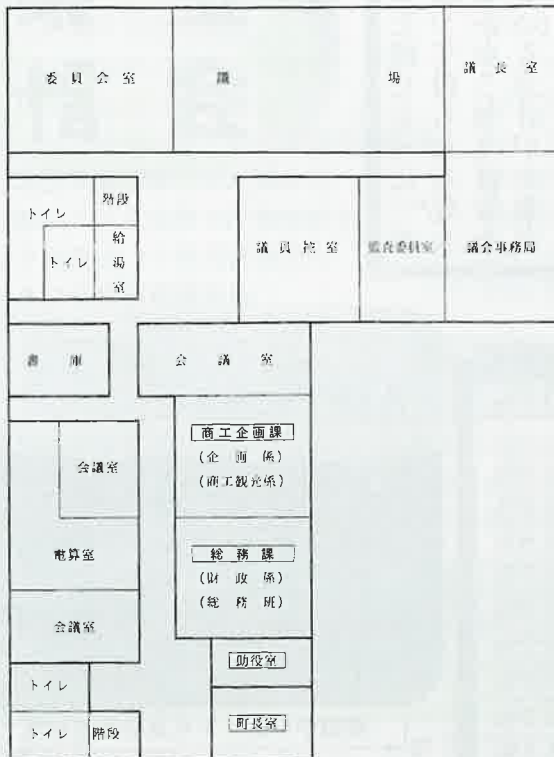 委員会室
議場
議長室
トイレ
階段
トイレ
給湯室
議員控室
監査委員室
議会事務局
書庫
会議室
会議室
電算室
会議室
商工企画課
(企画係)
(商工観光係)
総務課
(財政係)
(総務班)
助役室
町長室
トイレ
トイレ
階段